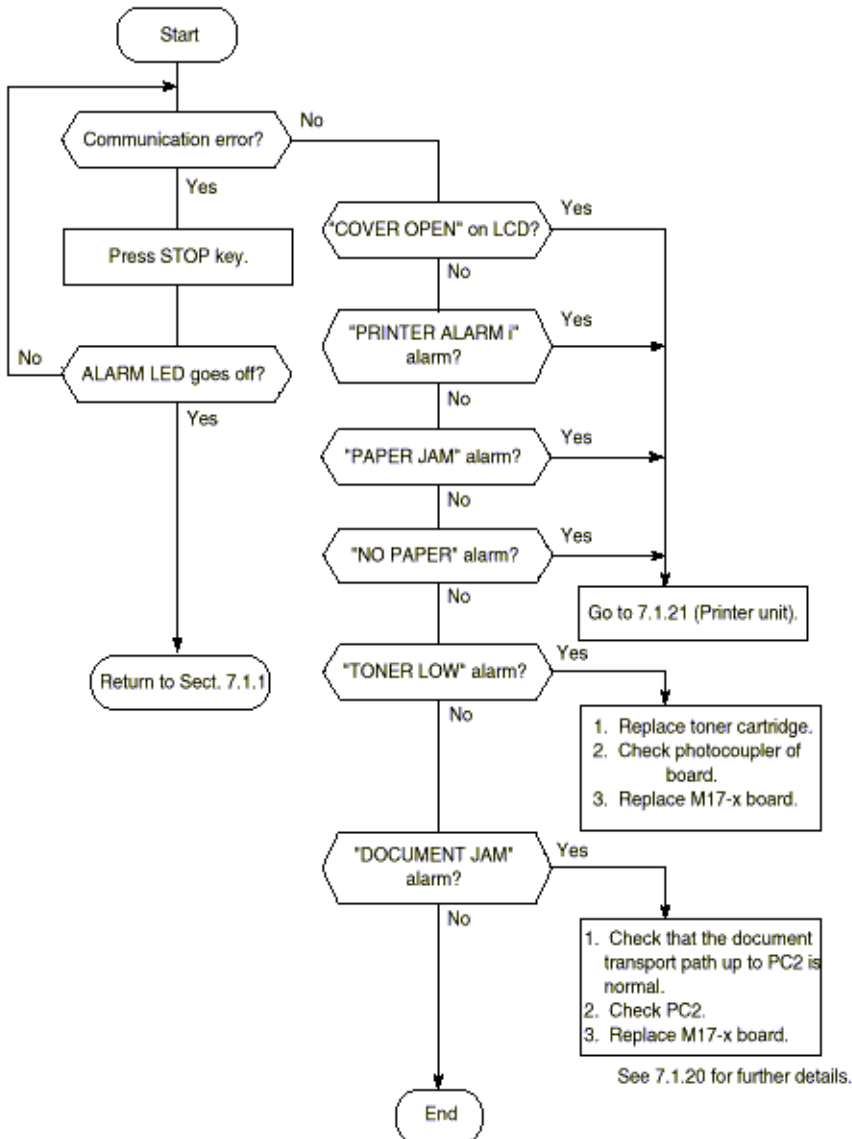 Start
Communication error?
No
Yes
Press STOP key.
ALARM LED goes off?
No
Yes
Return to Sect. 7.1.1
"COVER OPEN" on LCD?
Yes
No
"PRINTER ALARM i"
alarm?
Yes
No
"PAPER JAM" alarm?
Yes
No
"NO PAPER" alarm?
Yes
No
Go to 7.1.21 (Printer unit).
"TONER LOW" alarm?
Yes
No
1. Replace toner cartridge.
2. Check photocoupler of
board.
3. Replace M17-x board.
"DOCUMENT JAM"
alarm?
Yes
No
1. Check that the document
transport path up to PC2 is
normal.
2. Check PC2.
3. Replace M17-x board.
See 7.1.20 for further details.
End